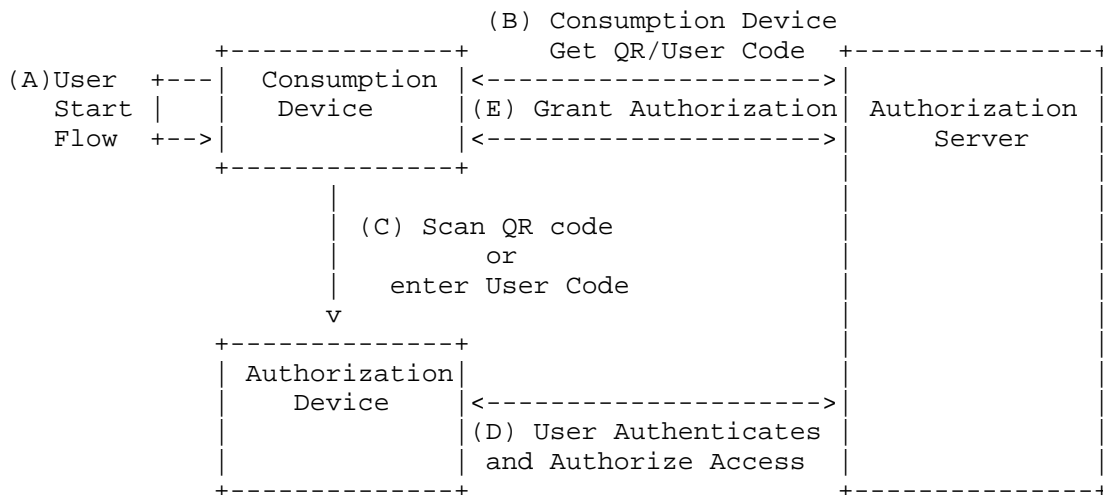 (B) Consumption Device
Get QR/User Code
(A)User
Start
Flow
Consumption
Device
(E) Grant Authorization
Authorization
Server
(C) Scan QR code
or
enter User Code
v
Authorization
Device
(D) User Authenticates
and Authorize Access